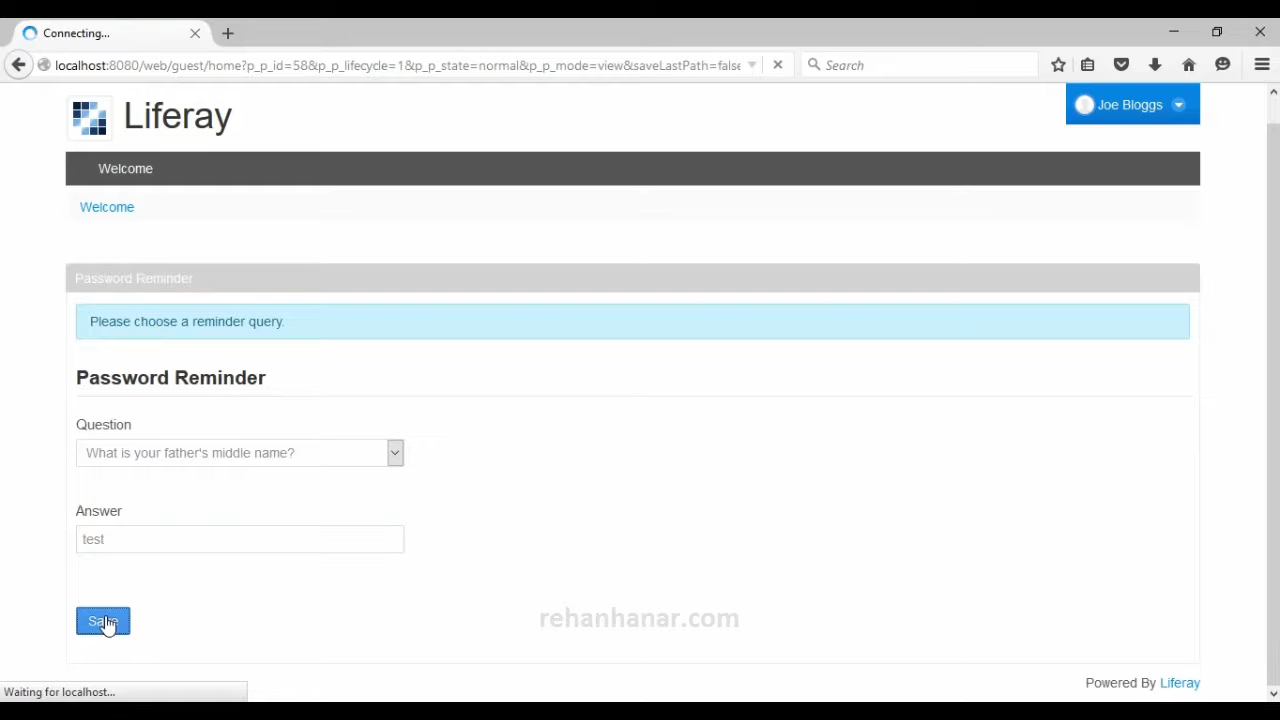 Connecting...
localhost:8080/web/guest/home?p_p_id=58&p_p_lifecycle=1&p_p_state=normal&p_p_mode=view&saveLastPath=false
Search
Liferay
Joe Bloggs
Welcome
Welcome
Password Reminder
Please choose a reminder query.
Password Reminder
Question
What is your father's middle name?
Answer
test
Save
rehanhanar.com
Powered By Liferay
Waiting for localhost...